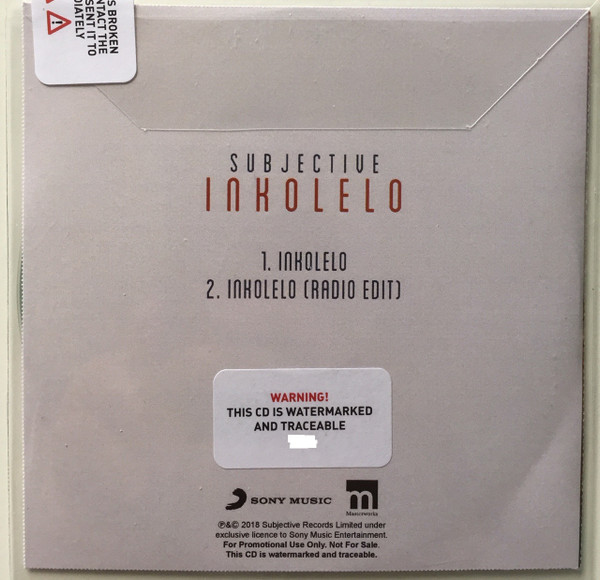 S BROKEN
NTACT THE
SENT IT TO
DIATELY
SUBJECTIVE
INKOLELO
1. INKOLELO
2. INKOLELO (RADIO EDIT)
WARNING!
THIS CD IS WATERMARKED
AND TRACEABLE
SONY MUSIC
m
Masterworks
℗&© 2018 Subjective Records Limited under
exclusive licence to Sony Music Entertainment.
For Promotional Use Only. Not For Sale.
This CD is watermarked and traceable.